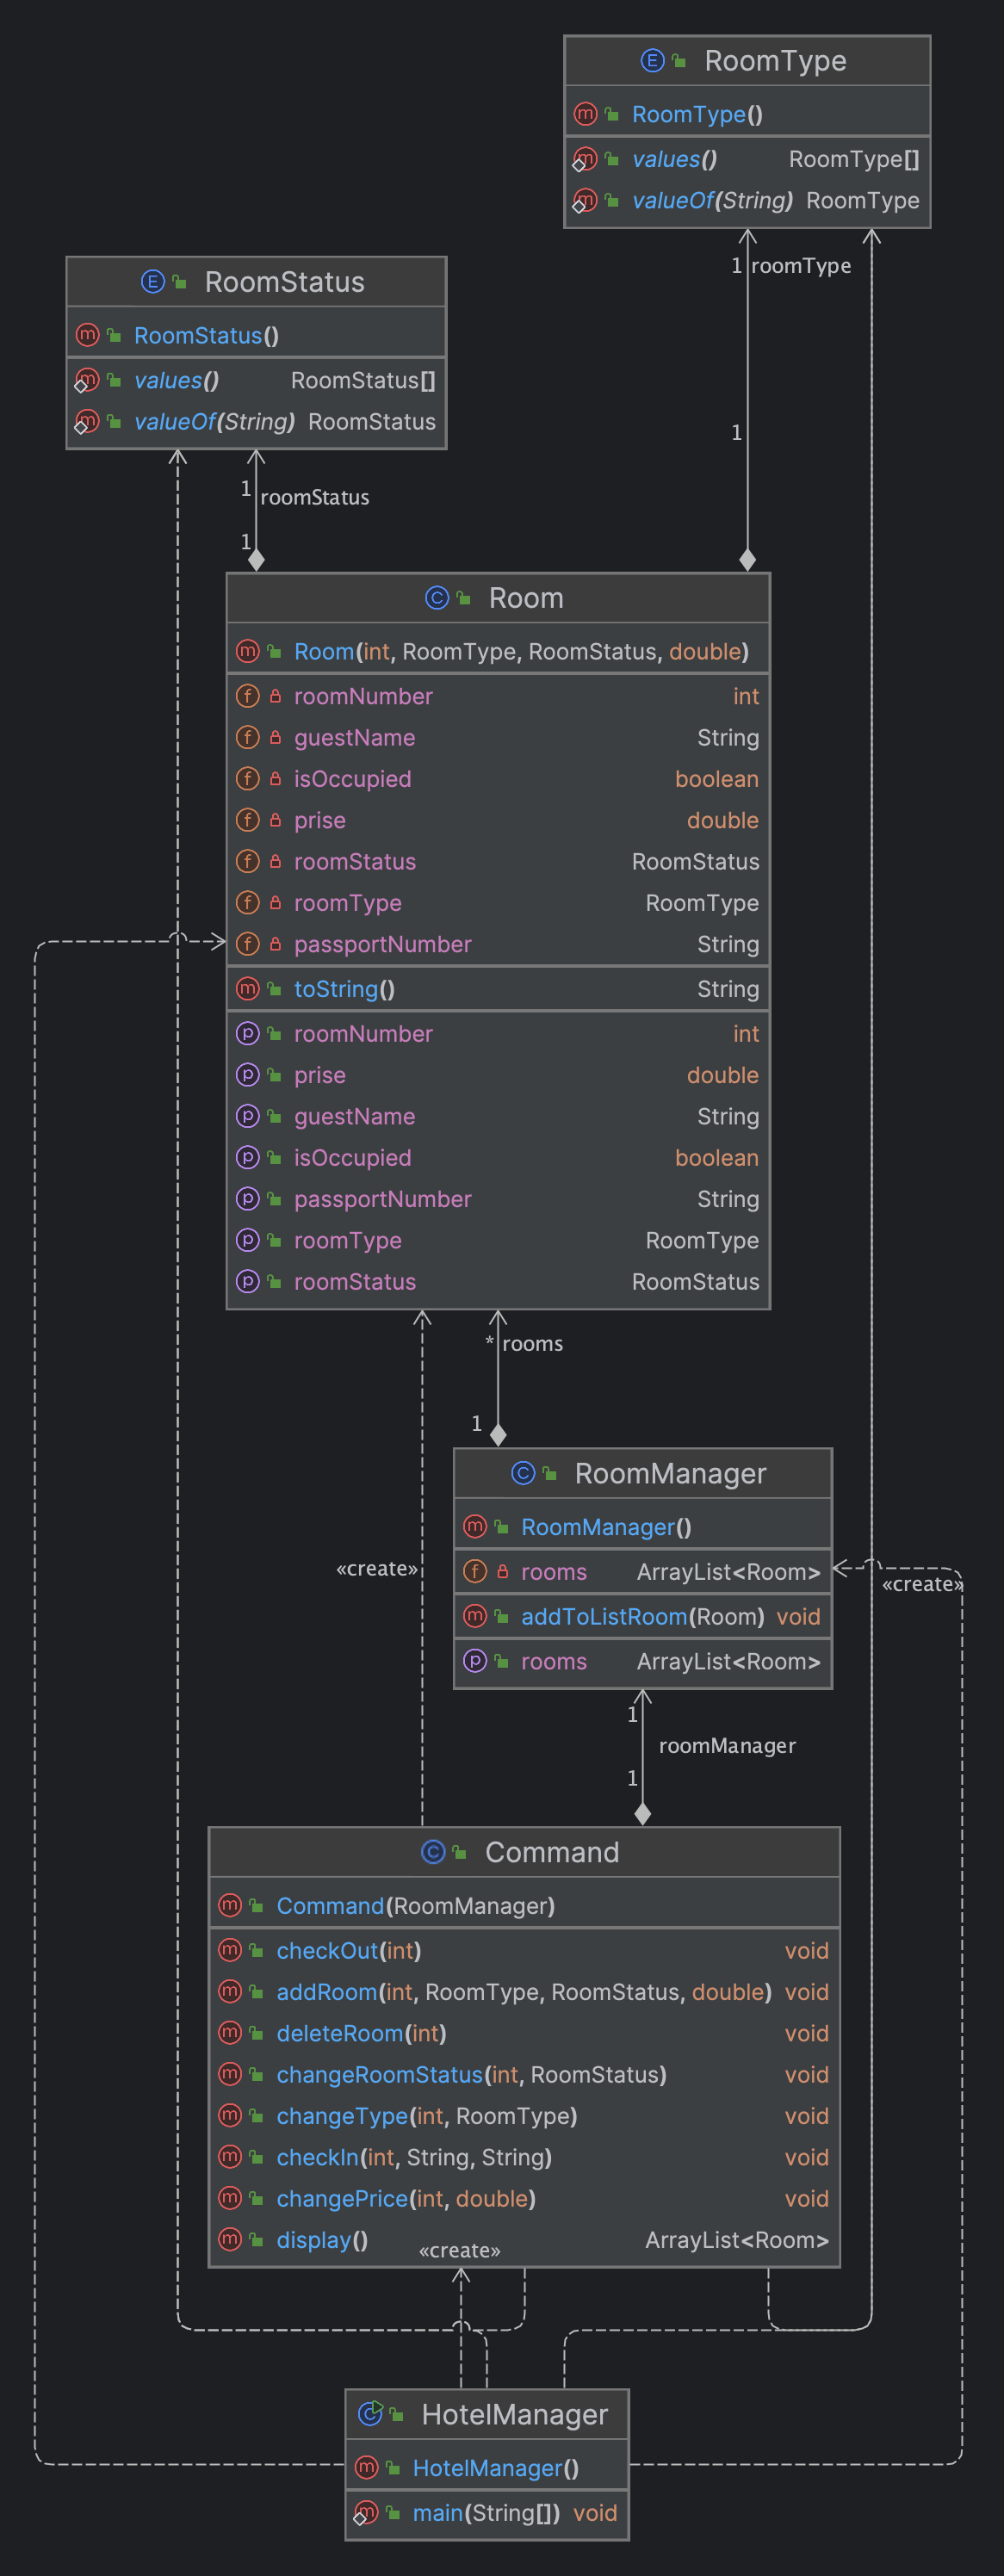 RoomType
RoomType()
values() RoomType[]
valueOf(String) RoomType
1 roomType
1
RoomStatus
RoomStatus()
values() RoomStatus[]
valueOf(String) RoomStatus
1 roomStatus
1
Room
Room(int, RoomType, RoomStatus, double)
roomNumber int
guestName String
isOccupied boolean
prise double
roomStatus RoomStatus
roomType RoomType
passportNumber String
toString() String
roomNumber int
prise double
guestName String
isOccupied boolean
passportNumber String
roomType RoomType
roomStatus RoomStatus
* rooms
1
RoomManager
RoomManager()
rooms ArrayList<Room>
addToListRoom(Room) void
rooms ArrayList<Room>
«create»
«create»
1
roomManager
1
Command
Command(RoomManager)
checkOut(int) void
addRoom(int, RoomType, RoomStatus, double) void
deleteRoom(int) void
changeRoomStatus(int, RoomStatus) void
changeType(int, RoomType) void
checkIn(int, String, String) void
changePrice(int, double) void
display() ArrayList<Room>
«create»
HotelManager
HotelManager()
main(String[]) void